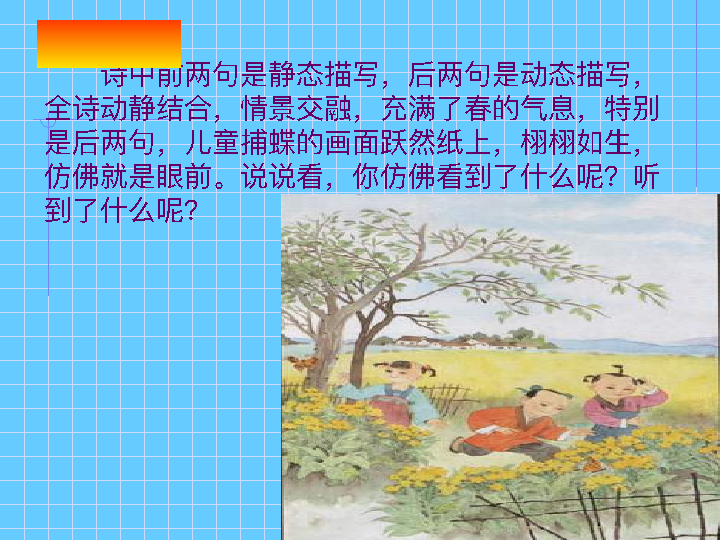 诗中前两句是静态描写，后两句是动态描写，
全诗动静结合，情景交融，充满了春的气息，特别
是后两句，儿童捕蝶的画面跃然纸上，栩栩如生，
仿佛就是眼前。说说看，你仿佛看到了什么呢？听
到了什么呢？